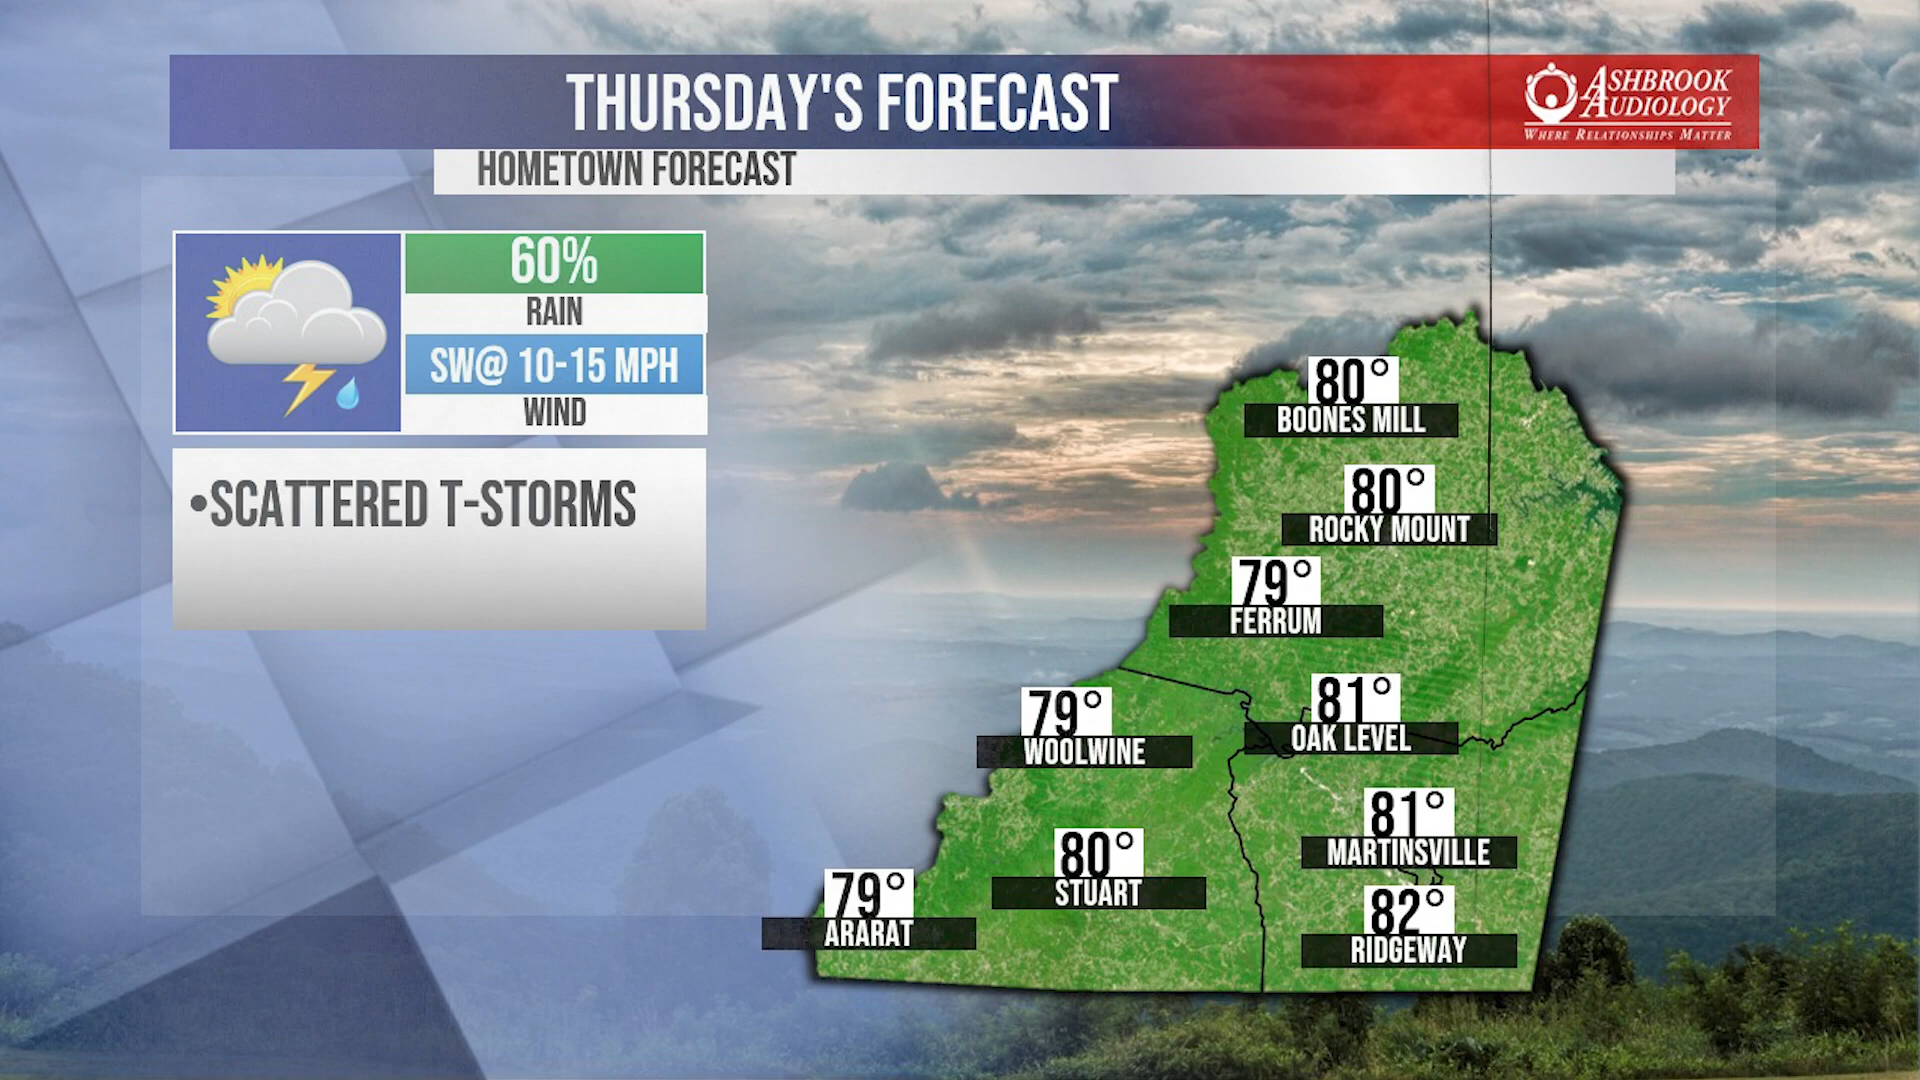 THURSDAY'S FORECAST
ASHBROOK
AUDIOLOGY
WHERE RELATIONSHIPS MATTER
HOMETOWN FORECAST
60%
RAIN
SW@ 10-15 MPH
WIND
•SCATTERED T-STORMS
80°
BOONES MILL
80°
ROCKY MOUNT
79°
FERRUM
81°
OAK LEVEL
79°
WOOLWINE
81°
MARTINSVILLE
80°
STUART
79°
ARARAT
82°
RIDGEWAY